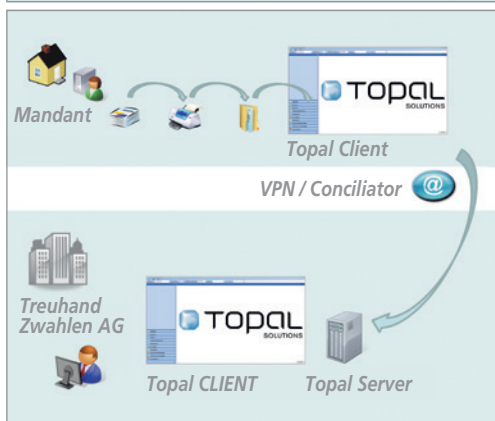 Mandant
TOPAL
SOLUTIONS
Topal Client
VPN / Conciliator
@
Treuhand
Zwahlen AG
TOPAL
SOLUTIONS
Topal CLIENT
Topal Server